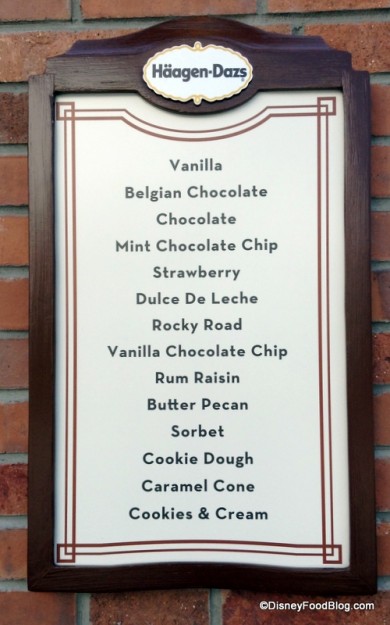 Häagen-Dazs
Vanilla
Belgian Chocolate
Chocolate
Mint Chocolate Chip
Strawberry
Dulce De Leche
Rocky Road
Vanilla Chocolate Chip
Rum Raisin
Butter Pecan
Sorbet
Cookie Dough
Caramel Cone
Cookies & Cream
©DisneyFoodBlog.com